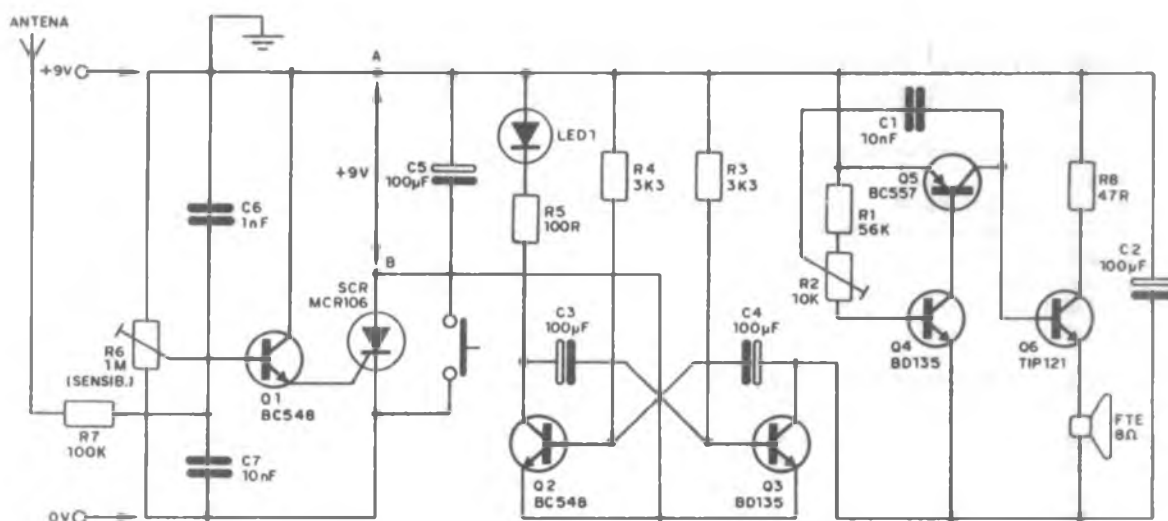 ANTENA
+9V
A
C6
1nF
+9V
C5
100µF
LED1
R4
3K3
R3
3K3
C1
10nF
Q5
BC557
R8
47R
C2
100µF
R5
100R
R1
56K
R2
10K
B
SCR
MCR106
R6
1M
(SENSIB.)
Q1
BC548
C3
100µF
C4
100µF
Q4
BD135
Q6
TIP121
R7
100K
C7
10nF
FTE
8Ω
Q2
BC548
Q3
BD135
0V